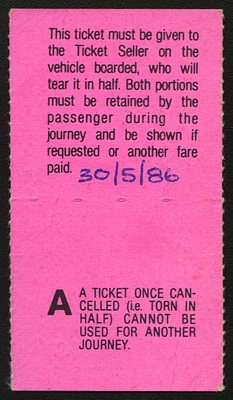 This ticket must be given to
the Ticket Seller on the
vehicle boarded, who will
tear it in half. Both portions
must be retained by the
passenger during the
journey and be shown if
requested or another fare
paid.
30/5/86
A
A TICKET ONCE CAN-
CELLED (i.e. TORN IN
HALF) CANNOT BE
USED FOR ANOTHER
JOURNEY.